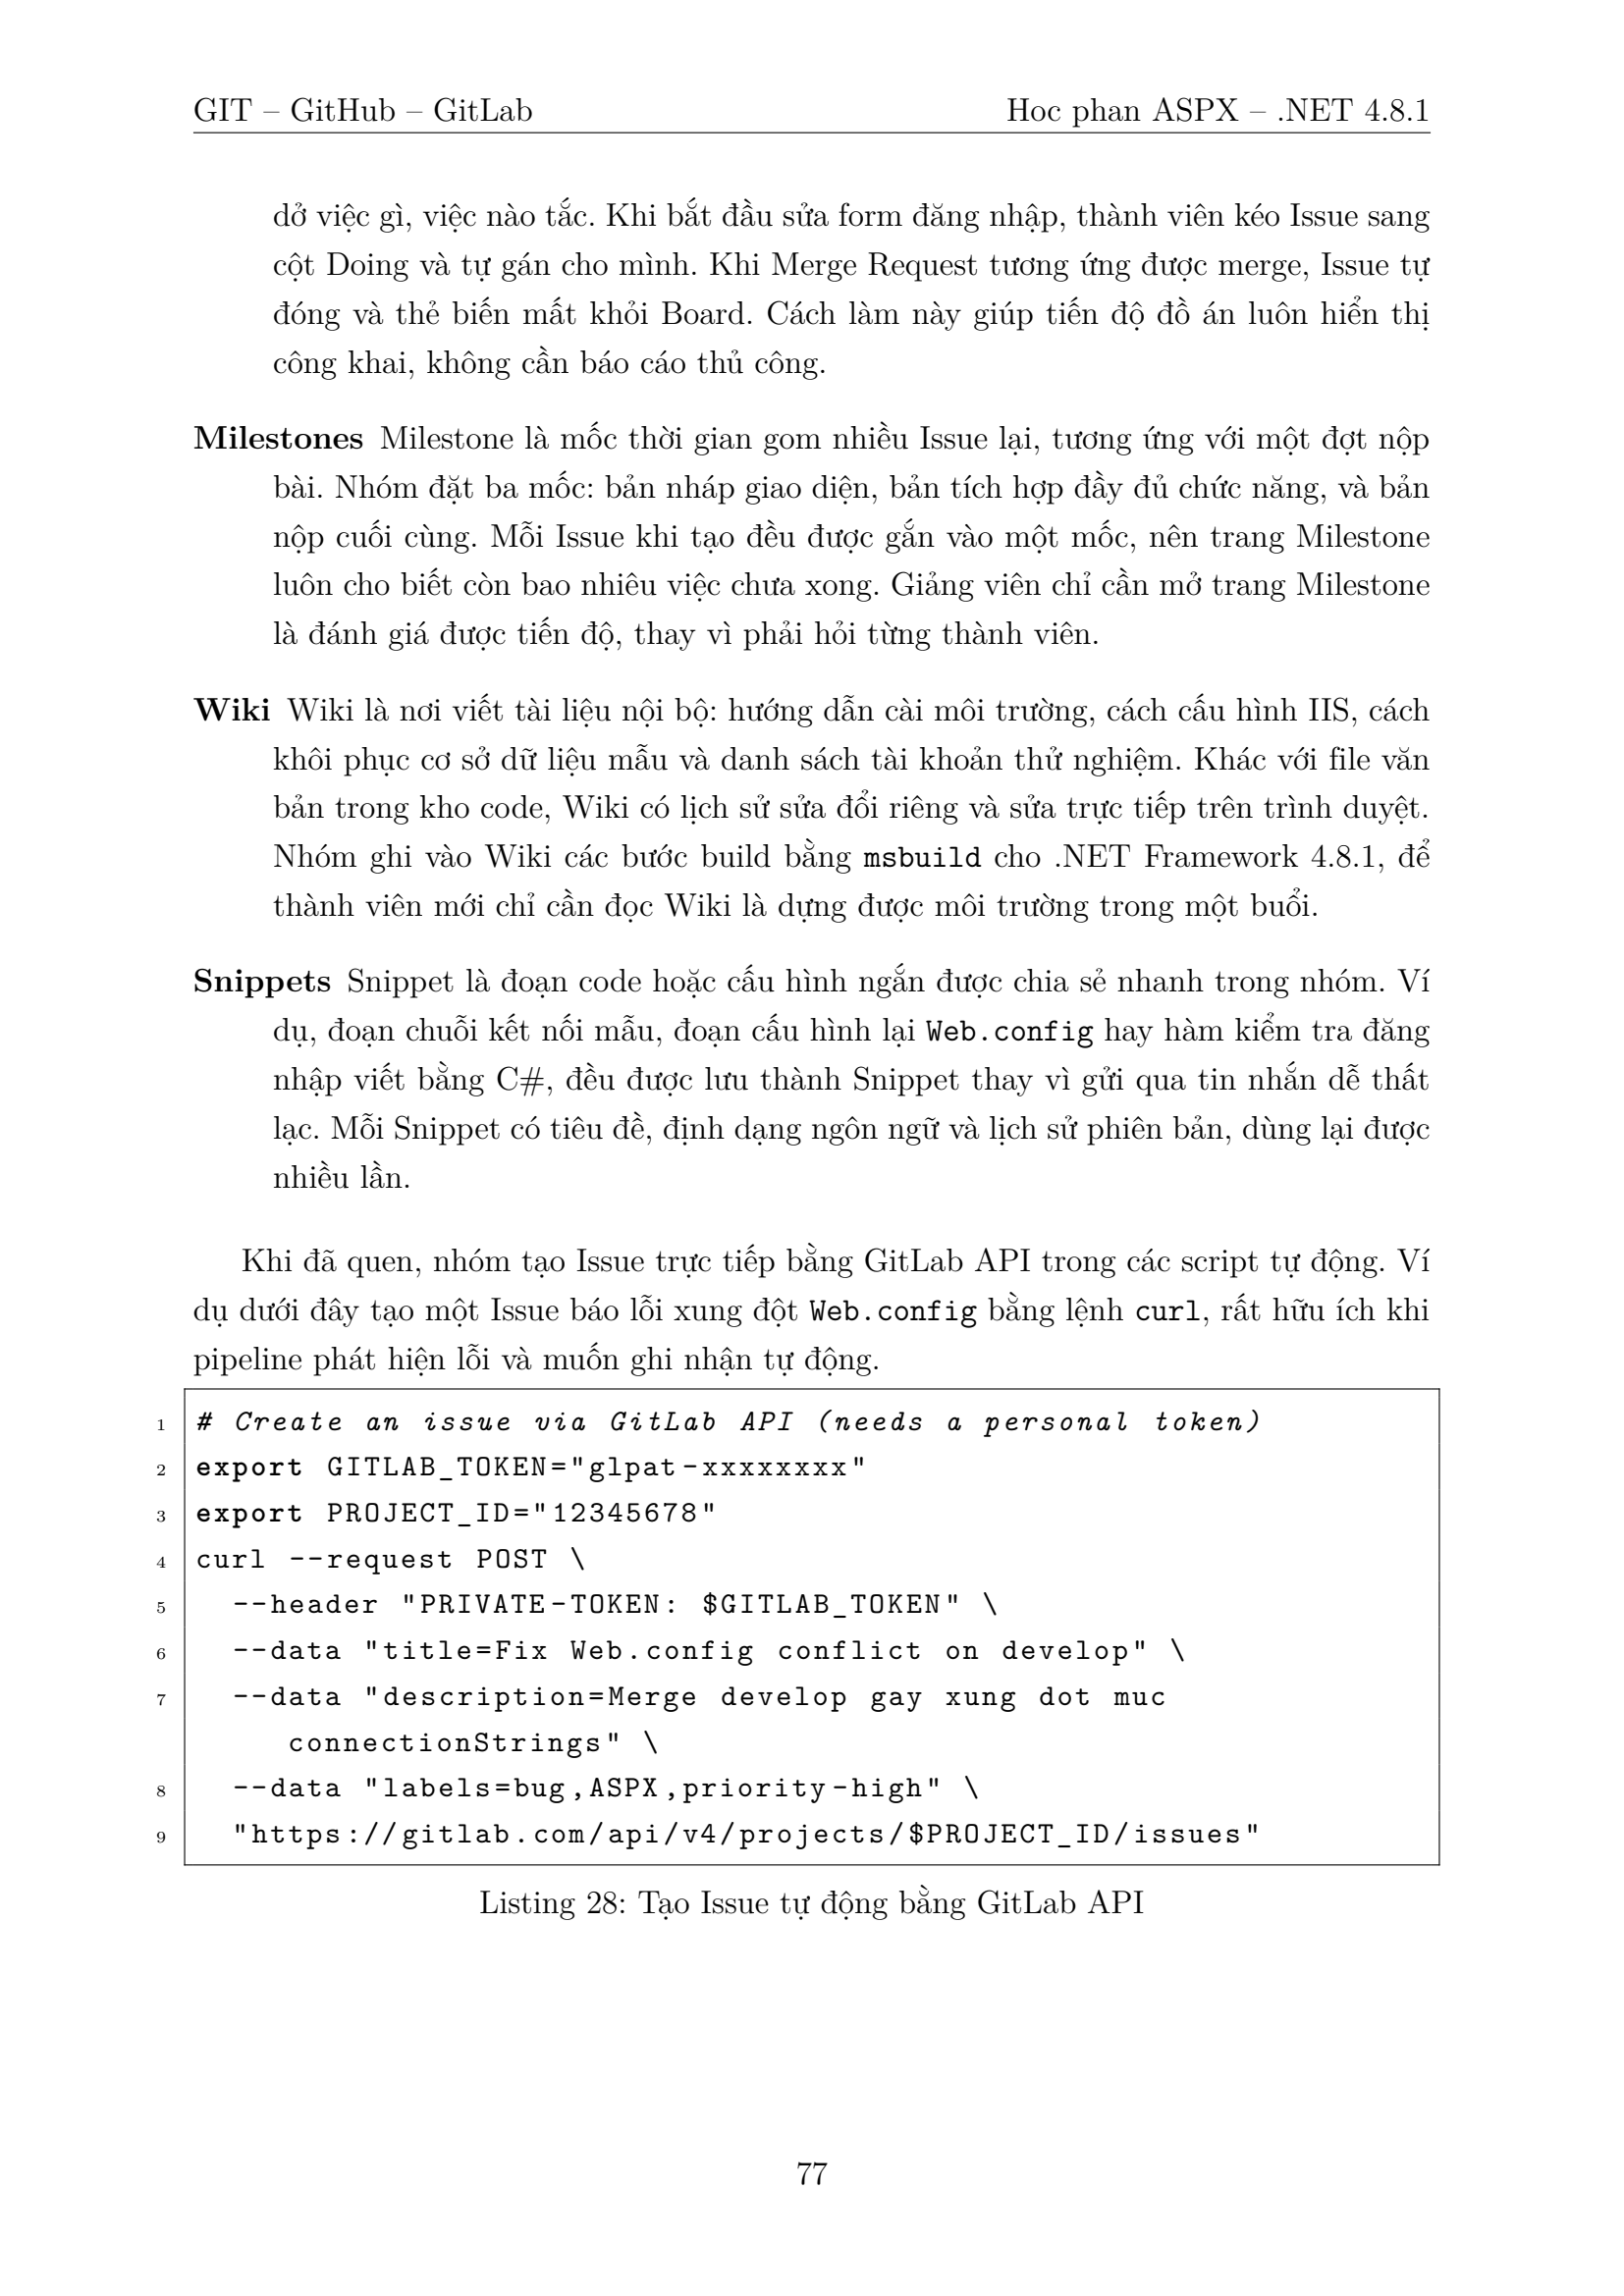 GIT – GitHub – GitLab Hoc phan ASPX – .NET 4.8.1
dở việc gì, việc nào tắc. Khi bắt đầu sửa form đăng nhập, thành viên kéo Issue sang
cột Doing và tự gán cho mình. Khi Merge Request tương ứng được merge, Issue tự
đóng và thẻ biến mất khỏi Board. Cách làm này giúp tiến độ đồ án luôn hiển thị
công khai, không cần báo cáo thủ công.
Milestones Milestone là mốc thời gian gom nhiều Issue lại, tương ứng với một đợt nộp
bài. Nhóm đặt ba mốc: bản nháp giao diện, bản tích hợp đầy đủ chức năng, và bản
nộp cuối cùng. Mỗi Issue khi tạo đều được gắn vào một mốc, nên trang Milestone
luôn cho biết còn bao nhiêu việc chưa xong. Giảng viên chỉ cần mở trang Milestone
là đánh giá được tiến độ, thay vì phải hỏi từng thành viên.
Wiki Wiki là nơi viết tài liệu nội bộ: hướng dẫn cài môi trường, cách cấu hình IIS, cách
khôi phục cơ sở dữ liệu mẫu và danh sách tài khoản thử nghiệm. Khác với file văn
bản trong kho code, Wiki có lịch sử sửa đổi riêng và sửa trực tiếp trên trình duyệt.
Nhóm ghi vào Wiki các bước build bằng msbuild cho .NET Framework 4.8.1, để
thành viên mới chỉ cần đọc Wiki là dựng được môi trường trong một buổi.
Snippets Snippet là đoạn code hoặc cấu hình ngắn được chia sẻ nhanh trong nhóm. Ví
dụ, đoạn chuỗi kết nối mẫu, đoạn cấu hình lại Web.config hay hàm kiểm tra đăng
nhập viết bằng C#, đều được lưu thành Snippet thay vì gửi qua tin nhắn dễ thất
lạc. Mỗi Snippet có tiêu đề, định dạng ngôn ngữ và lịch sử phiên bản, dùng lại được
nhiều lần.
Khi đã quen, nhóm tạo Issue trực tiếp bằng GitLab API trong các script tự động. Ví
dụ dưới đây tạo một Issue báo lỗi xung đột Web.config bằng lệnh curl, rất hữu ích khi
pipeline phát hiện lỗi và muốn ghi nhận tự động.
1 # Create an issue via GitLab API (needs a personal token)
2 export GITLAB_TOKEN="glpat-xxxxxxxx"
3 export PROJECT_ID="12345678"
4 curl --request POST \
5 --header "PRIVATE-TOKEN: $GITLAB_TOKEN" \
6 --data "title=Fix Web.config conflict on develop" \
7 --data "description=Merge develop gay xung dot muc
connectionStrings" \
8 --data "labels=bug,ASPX,priority-high" \
9 "https://gitlab.com/api/v4/projects/$PROJECT_ID/issues"
Listing 28: Tạo Issue tự động bằng GitLab API
77